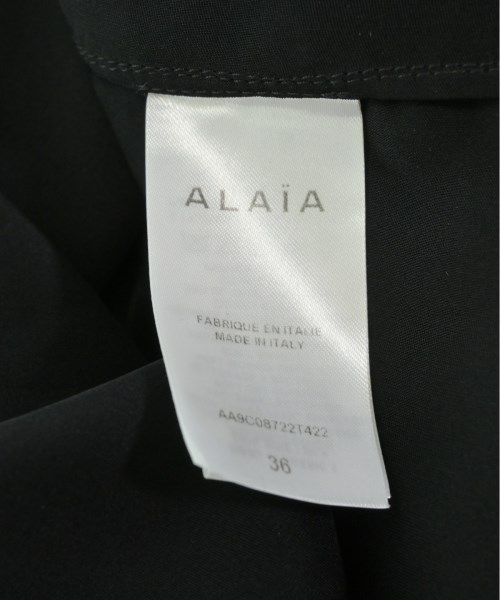 ALAÏA
FABRIQUE EN ITALIE
MADE IN ITALY
AA9C08722T422
36